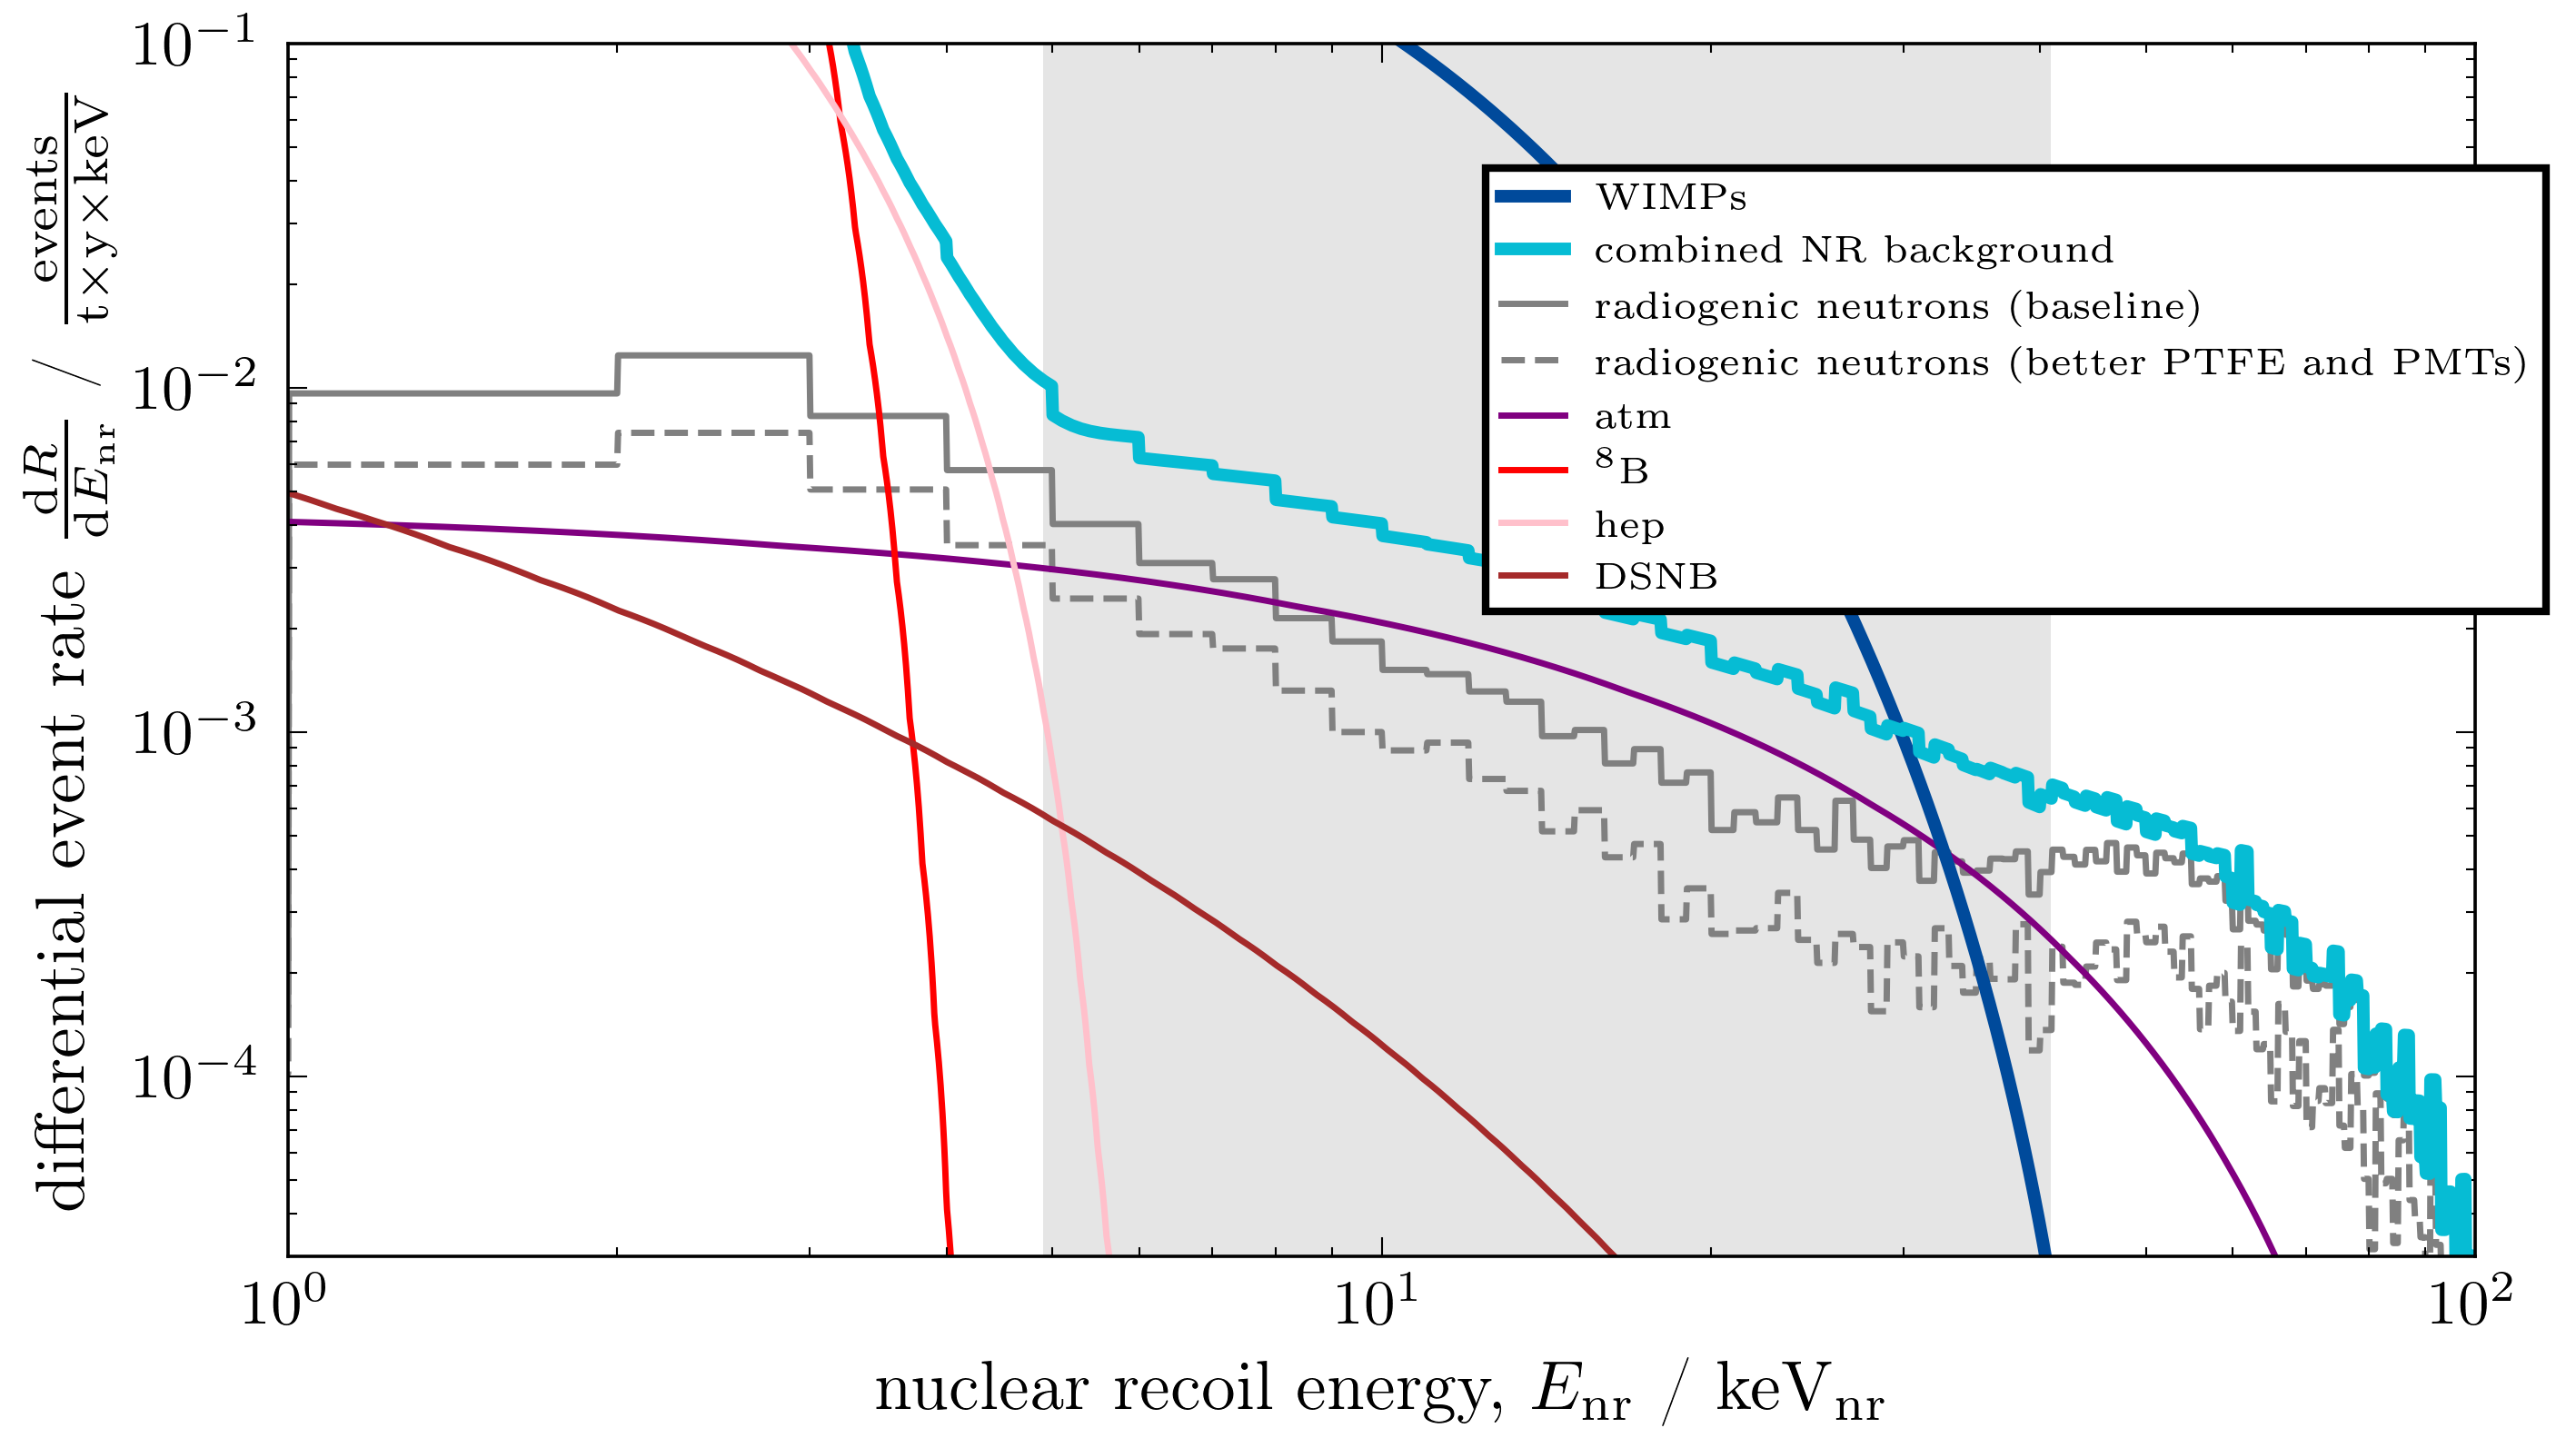 differential event rate dR/dE_nr / events/(t×y×keV)
10^−1
10^−2
10^−3
10^−4
WIMPs
combined NR background
radiogenic neutrons (baseline)
radiogenic neutrons (better PTFE and PMTs)
atm
^8B
hep
DSNB
10^0
10^1
10^2
nuclear recoil energy, E_nr / keV_nr